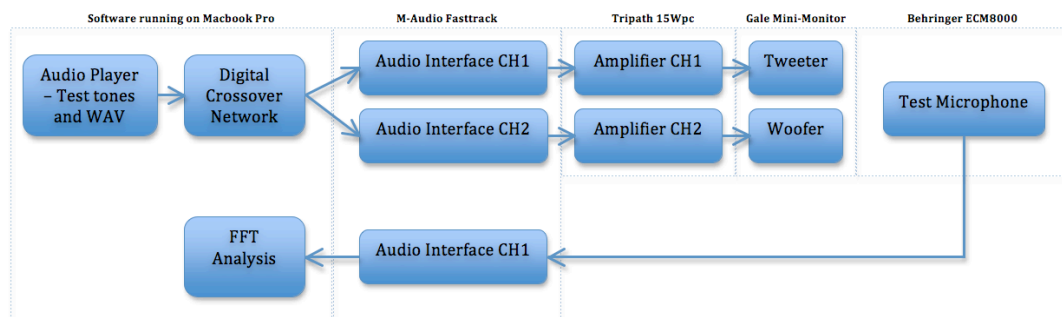 Software running on Macbook Pro
M-Audio Fasttrack
Tripath 15Wpc
Gale Mini-Monitor
Behringer ECM8000
Audio Player
– Test tones
and WAV
Digital
Crossover
Network
Audio Interface CH1
Amplifier CH1
Tweeter
Audio Interface CH2
Amplifier CH2
Woofer
Test Microphone
FFT
Analysis
Audio Interface CH1